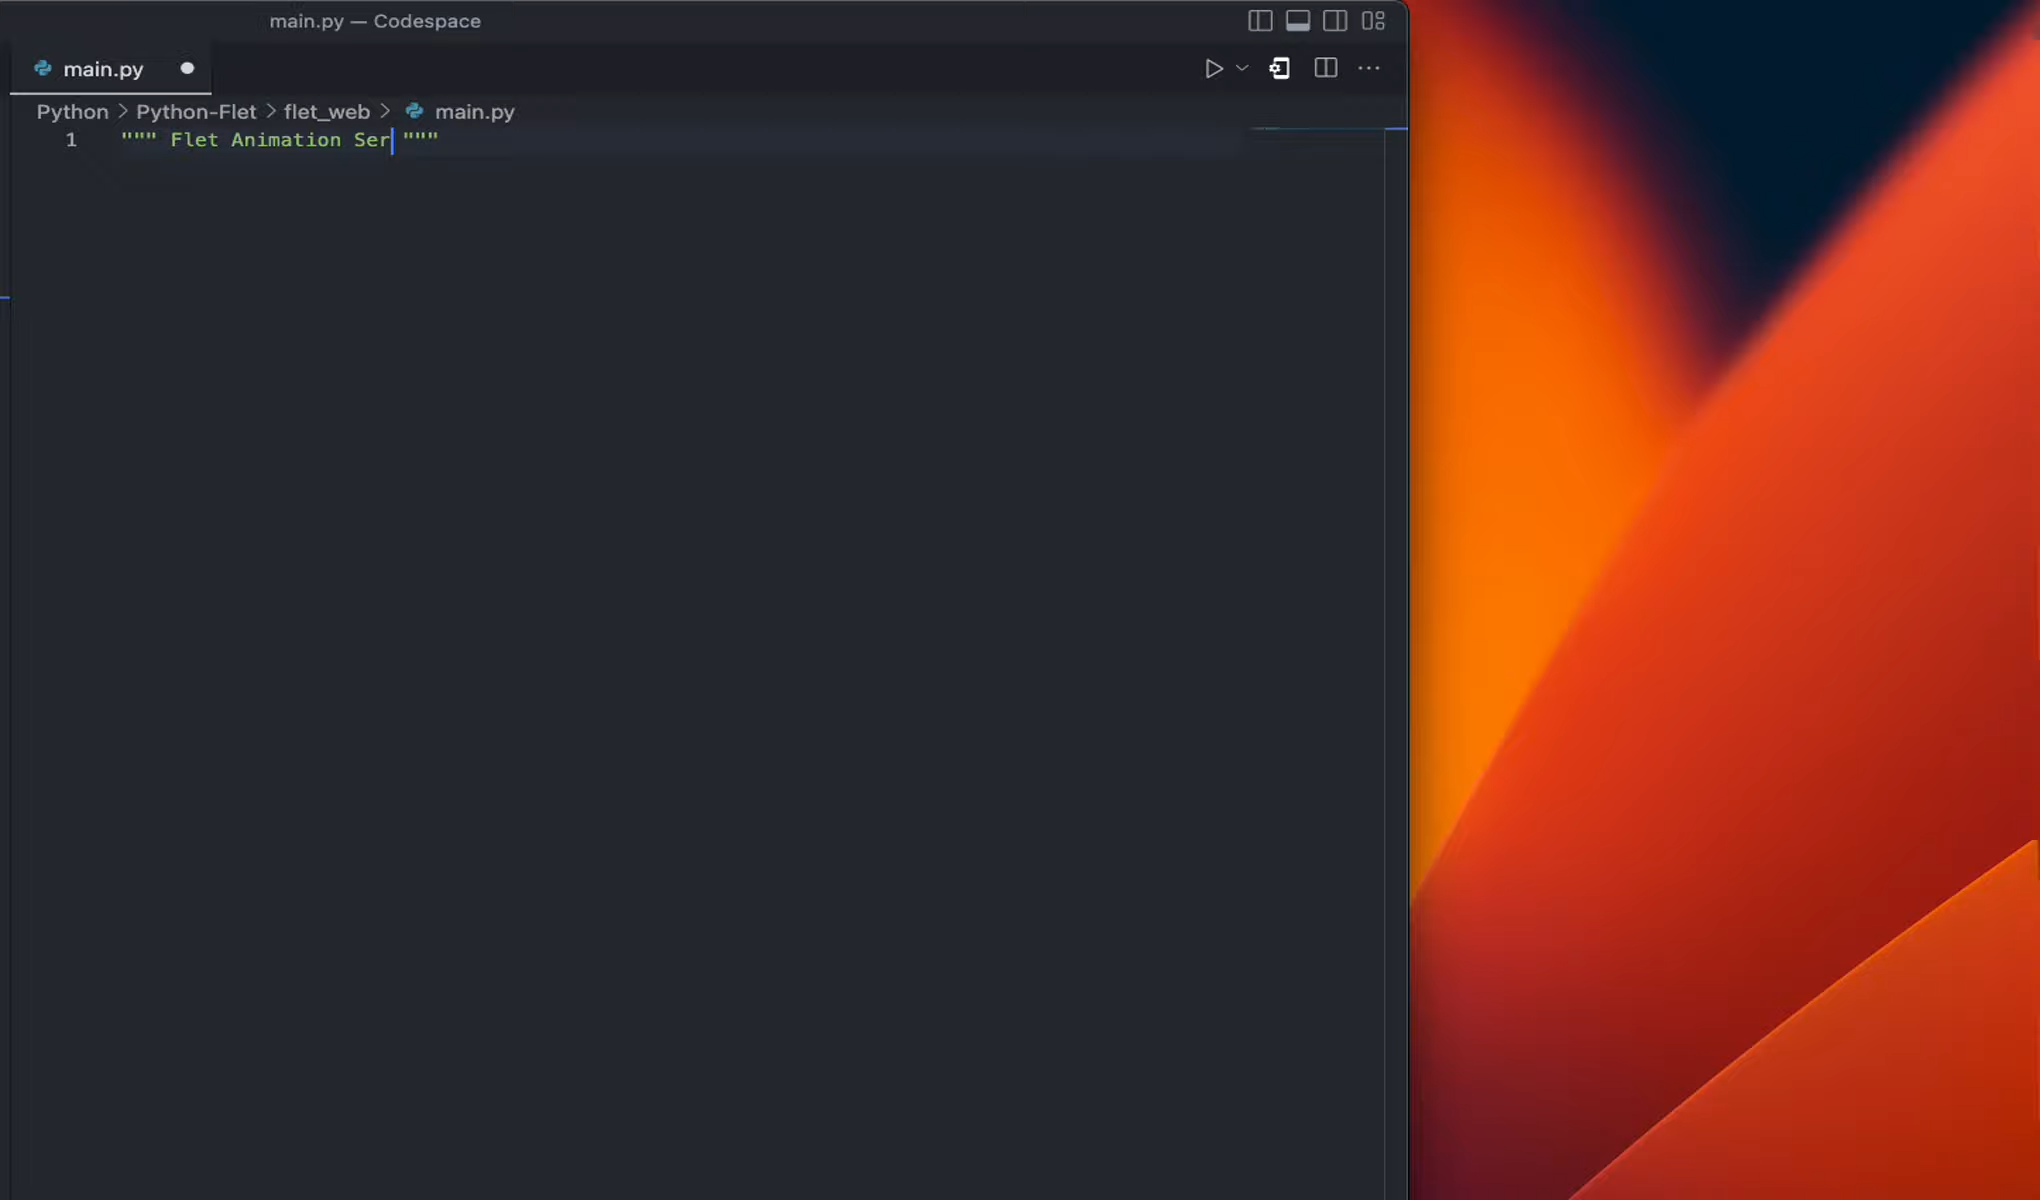 main.py — Codespace
main.py
Python > Python-Flet > flet_web > main.py
1 """ Flet Animation Ser """